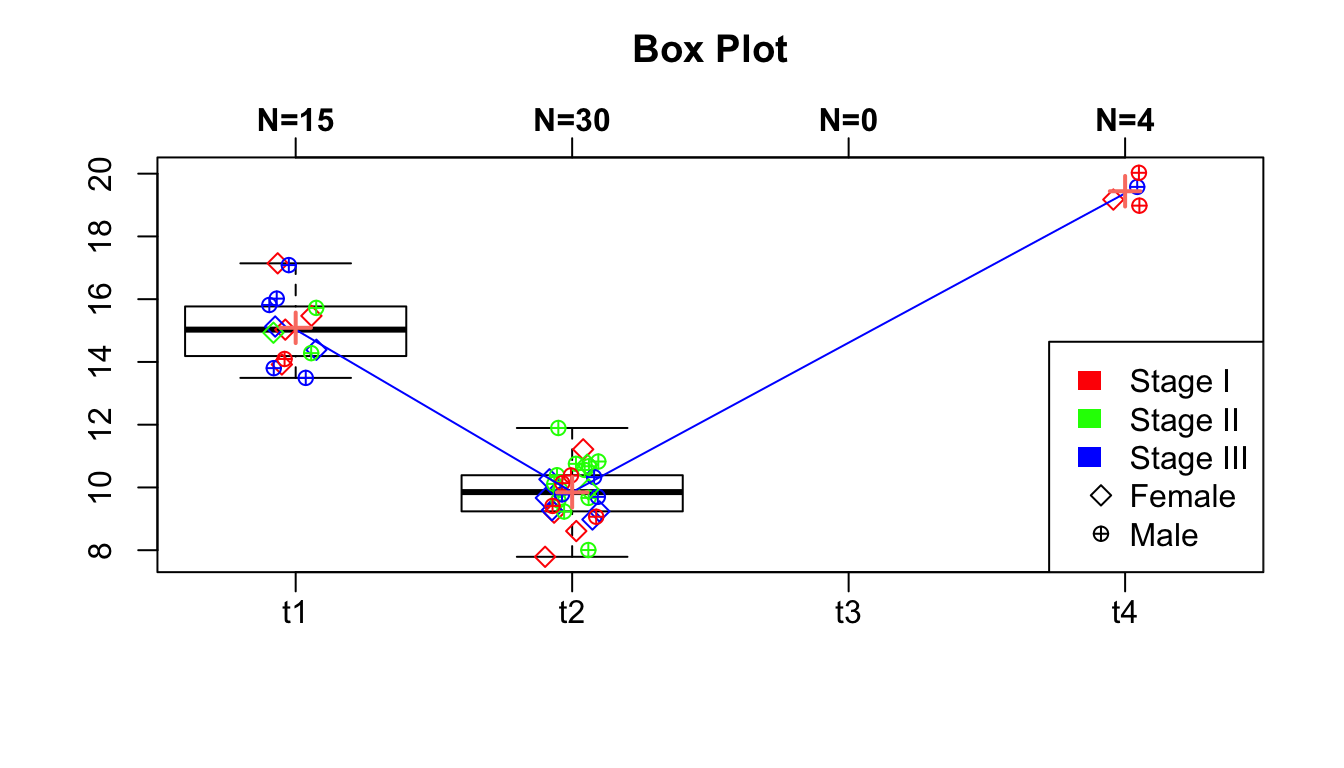 Box Plot
N=15 N=30 N=0 N=4
20
18
16
14
12
10
8
Stage I
Stage II
Stage III
Female
Male
t1 t2 t3 t4